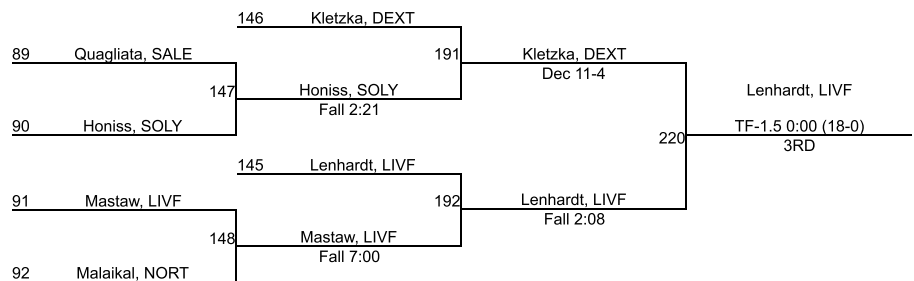 146 Kletzka, DEXT
89 Quagliata, SALE
191 Kletzka, DEXT
Dec 11-4
147 Honiss, SOLY
Fall 2:21
Lenhardt, LIVF
90 Honiss, SOLY
TF-1.5 0:00 (18-0)
220
3RD
145 Lenhardt, LIVF
91 Mastaw, LIVF
192 Lenhardt, LIVF
Fall 2:08
148 Mastaw, LIVF
Fall 7:00
92 Malaikal, NORT